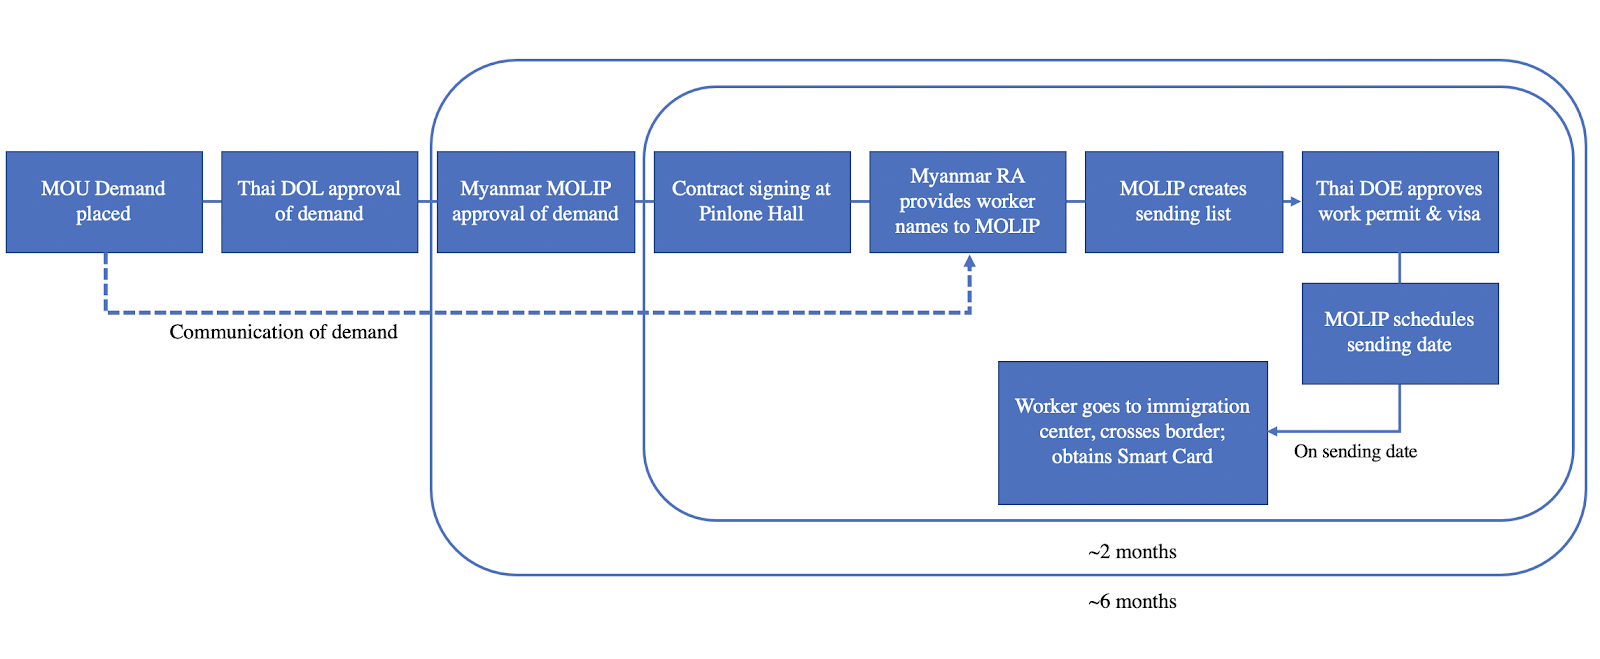 MOU Demand
placed
Thai DOL approval
of demand
Myanmar MOLIP
approval of demand
Contract signing at
Pinlone Hall
Myanmar RA
provides worker
names to MOLIP
MOLIP creates
sending list
Thai DOE approves
work permit & visa
Communication of demand
MOLIP schedules
sending date
Worker goes to immigration
center, crosses border;
obtains Smart Card
On sending date
~2 months
~6 months